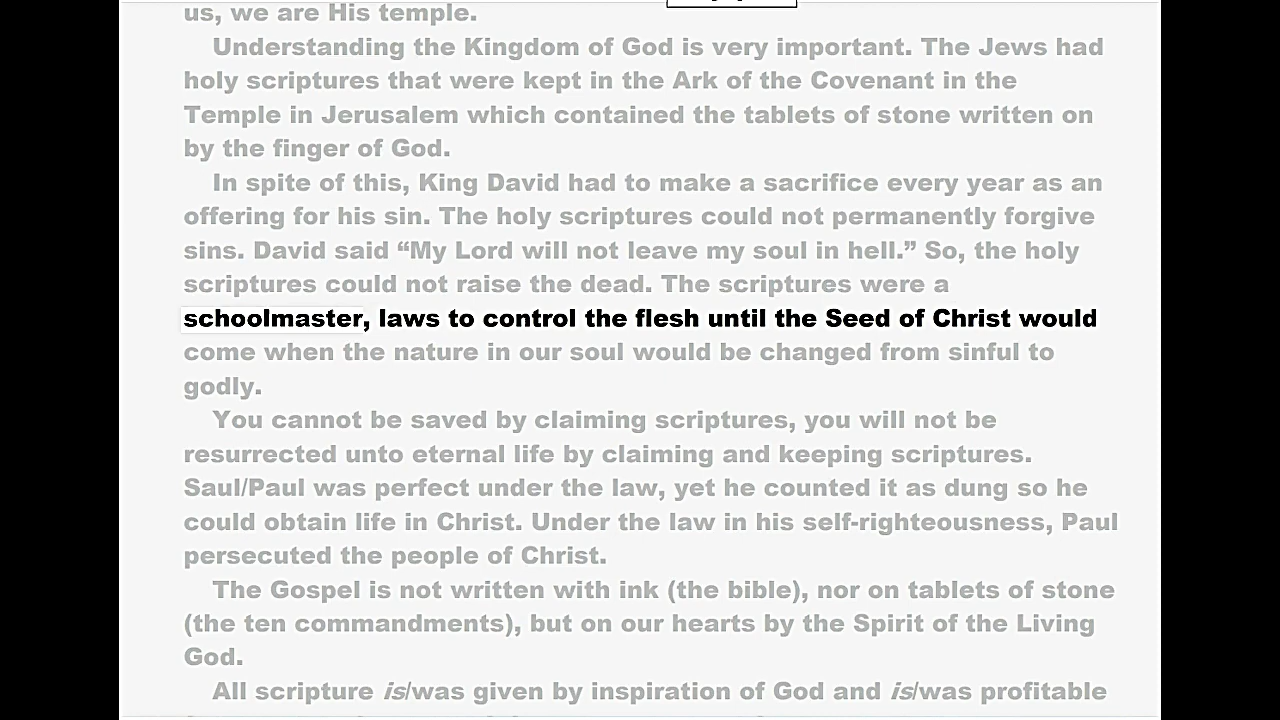 us, we are His temple.
Understanding the Kingdom of God is very important. The Jews had
holy scriptures that were kept in the Ark of the Covenant in the
Temple in Jerusalem which contained the tablets of stone written on
by the finger of God.
In spite of this, King David had to make a sacrifice every year as an
offering for his sin. The holy scriptures could not permanently forgive
sins. David said “My Lord will not leave my soul in hell.” So, the holy
scriptures could not raise the dead. The scriptures were a
schoolmaster, laws to control the flesh until the Seed of Christ would
come when the nature in our soul would be changed from sinful to
godly.
You cannot be saved by claiming scriptures, you will not be
resurrected unto eternal life by claiming and keeping scriptures.
Saul/Paul was perfect under the law, yet he counted it as dung so he
could obtain life in Christ. Under the law in his self-righteousness, Paul
persecuted the people of Christ.
The Gospel is not written with ink (the bible), nor on tablets of stone
(the ten commandments), but on our hearts by the Spirit of the Living
God.
All scripture is/was given by inspiration of God and is/was profitable